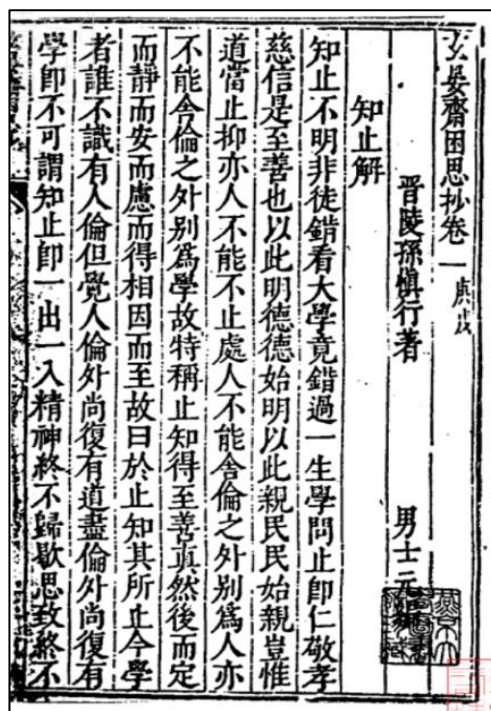 玄晏齋困思抄卷一 庚戌
晋陵孫慎行著 男士元
知止解
知止不明非徒錯看大學竟錯過一生學問止即仁敬孝
慈信是至善也以此明德德始明以此親民民始親豈惟
道當止抑亦人不能不止處人不能舍倫之外別爲人亦
不能舍倫之外別爲學故特稱止知得至善真然後而定
而靜而安而慮而得相因而至故曰於止知其所止今學
者誰不識有人倫但覺人倫外尚復有道盡倫外尚復有
學卽不可謂知止卽一出一入精神終不歸歇思致終不